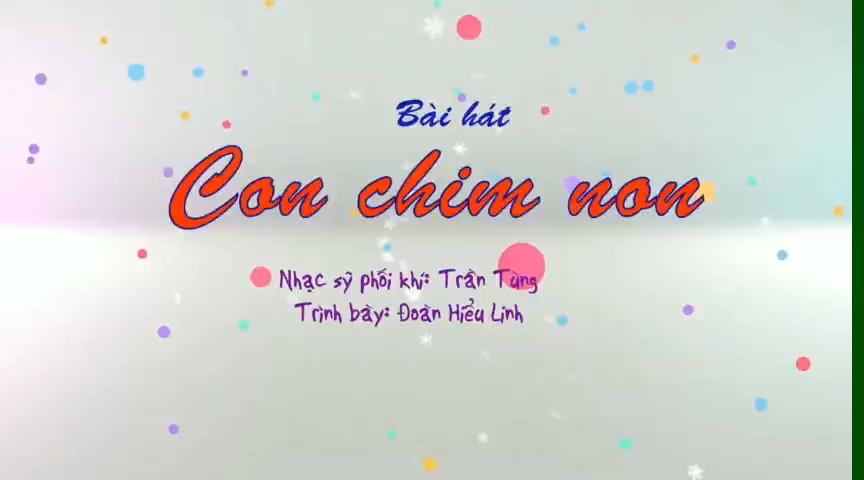 Bài hát
Con chim non
Nhạc sỹ phối khí: Trần Tùng
Trình bày: Đoàn Hiểu Linh